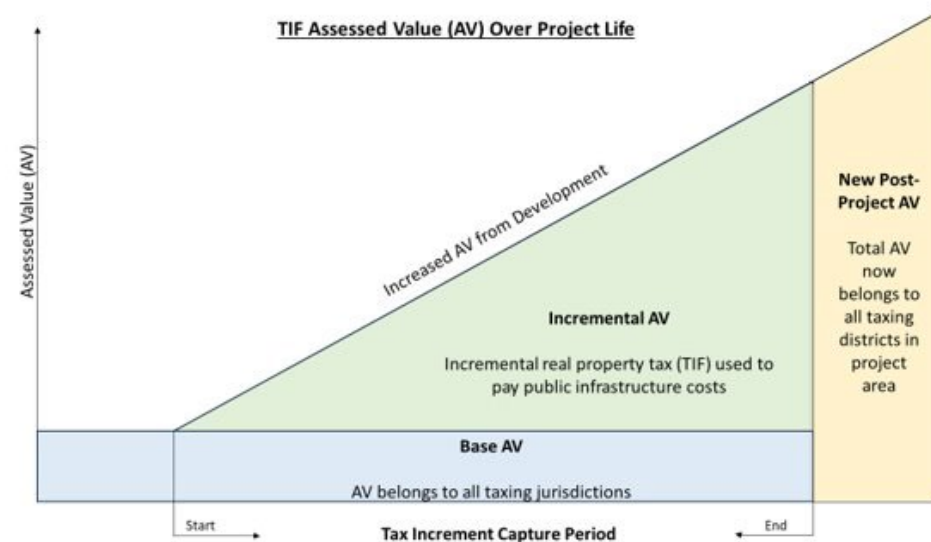 TIF Assessed Value (AV) Over Project Life
Assessed Value (AV)
Increased AV from Development
New Post-
Project AV
Total AV
now
belongs to
all taxing
districts in
project
area
Incremental AV
Incremental real property tax (TIF) used to
pay public infrastructure costs
Base AV
AV belongs to all taxing jurisdictions
Start
Tax Increment Capture Period
End